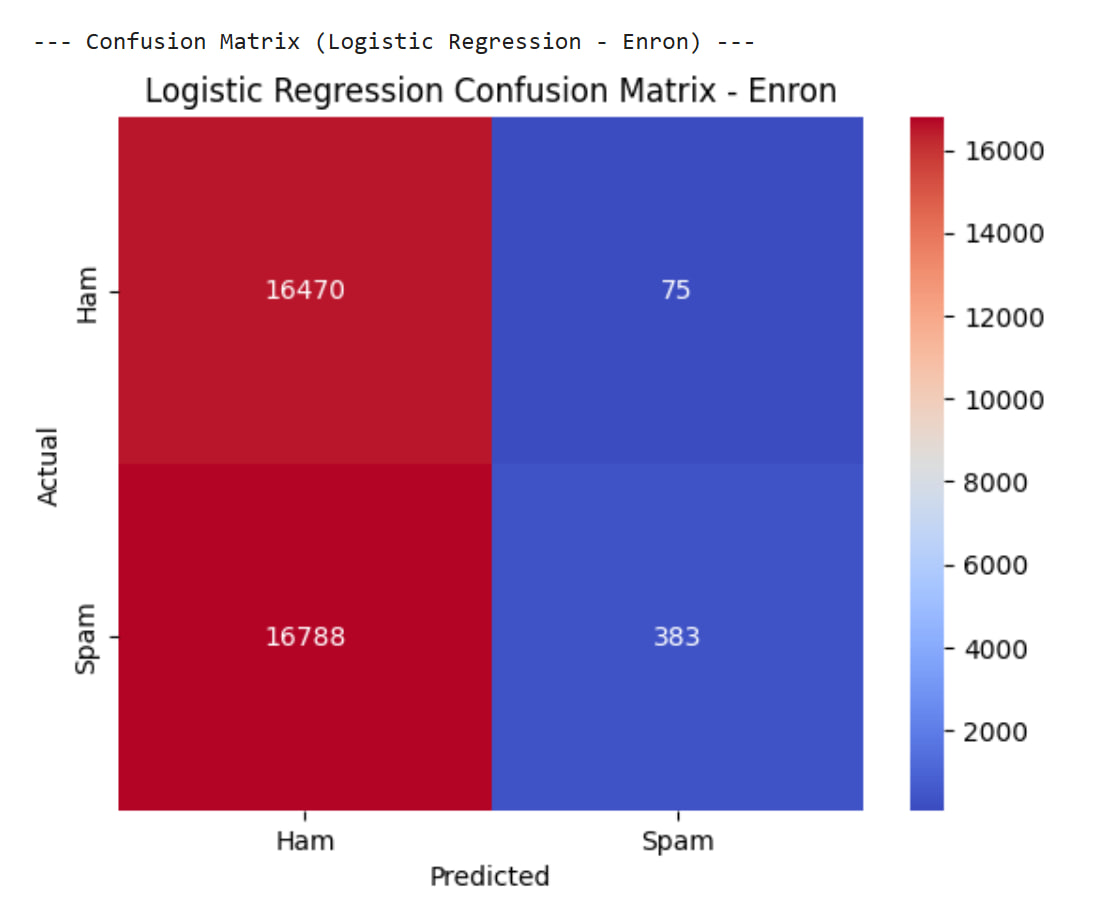 --- Confusion Matrix (Logistic Regression - Enron) ---
Logistic Regression Confusion Matrix - Enron
16000
14000
12000
10000
8000
6000
4000
2000
Ham
16470
75
Actual
Spam
16788
383
Ham
Spam
Predicted